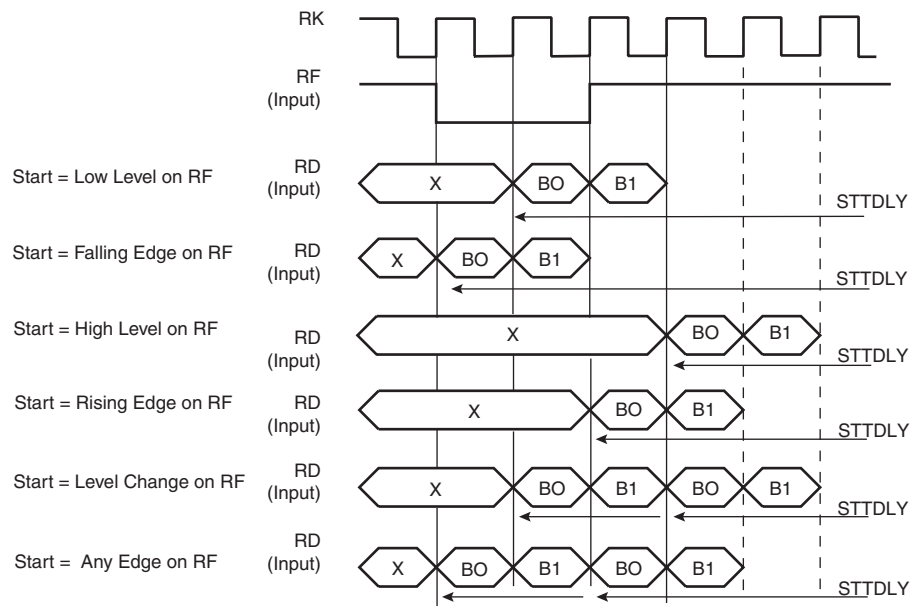 RK
RF
(Input)
Start = Low Level on RF
RD
(Input)
X
BO
B1
STTDLY
Start = Falling Edge on RF
RD
(Input)
X
BO
B1
STTDLY
Start = High Level on RF
RD
(Input)
X
BO
B1
STTDLY
Start = Rising Edge on RF
RD
(Input)
X
BO
B1
STTDLY
Start = Level Change on RF
RD
(Input)
X
BO
B1
BO
B1
STTDLY
Start = Any Edge on RF
RD
(Input)
X
BO
B1
BO
B1
STTDLY